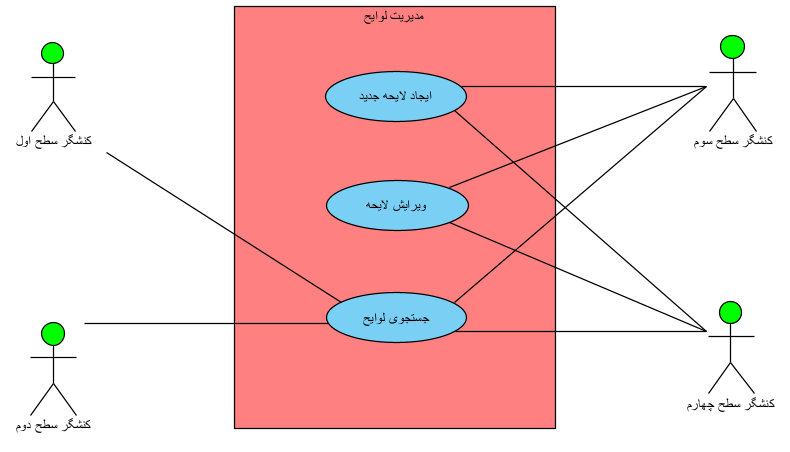 مدیریت لوایح
ایجاد لایحه جدید
ویرایش لایحه
جستجوی لوایح
کنشگر سطح اول
کنشگر سطح دوم
کنشگر سطح سوم
کنشگر سطح چهارم